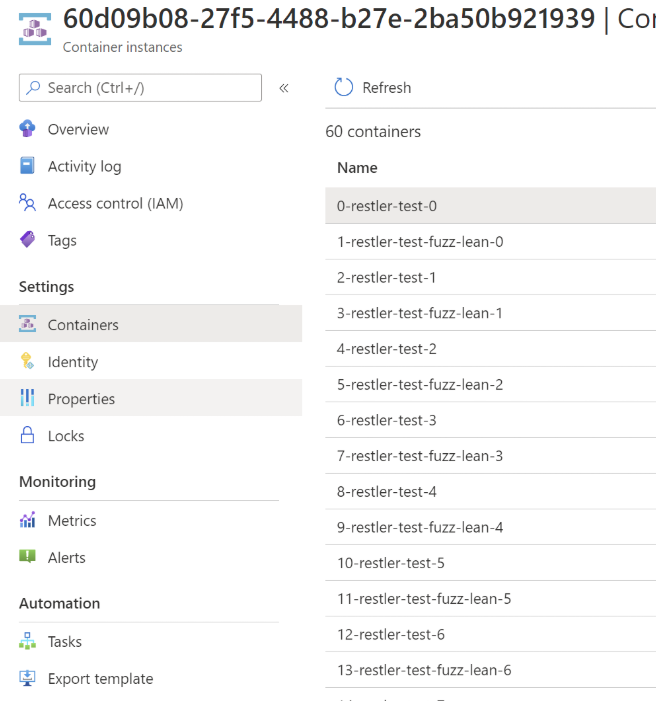 60d09b08-27f5-4488-b27e-2ba50b921939 |
Container instances
Search (Ctrl+/)
«
Overview
Activity log
Access control (IAM)
Tags
Settings
Containers
Identity
Properties
Locks
Monitoring
Metrics
Alerts
Automation
Tasks
Export template
Refresh
60 containers
Name
0-restler-test-0
1-restler-test-fuzz-lean-0
2-restler-test-1
3-restler-test-fuzz-lean-1
4-restler-test-2
5-restler-test-fuzz-lean-2
6-restler-test-3
7-restler-test-fuzz-lean-3
8-restler-test-4
9-restler-test-fuzz-lean-4
10-restler-test-5
11-restler-test-fuzz-lean-5
12-restler-test-6
13-restler-test-fuzz-lean-6